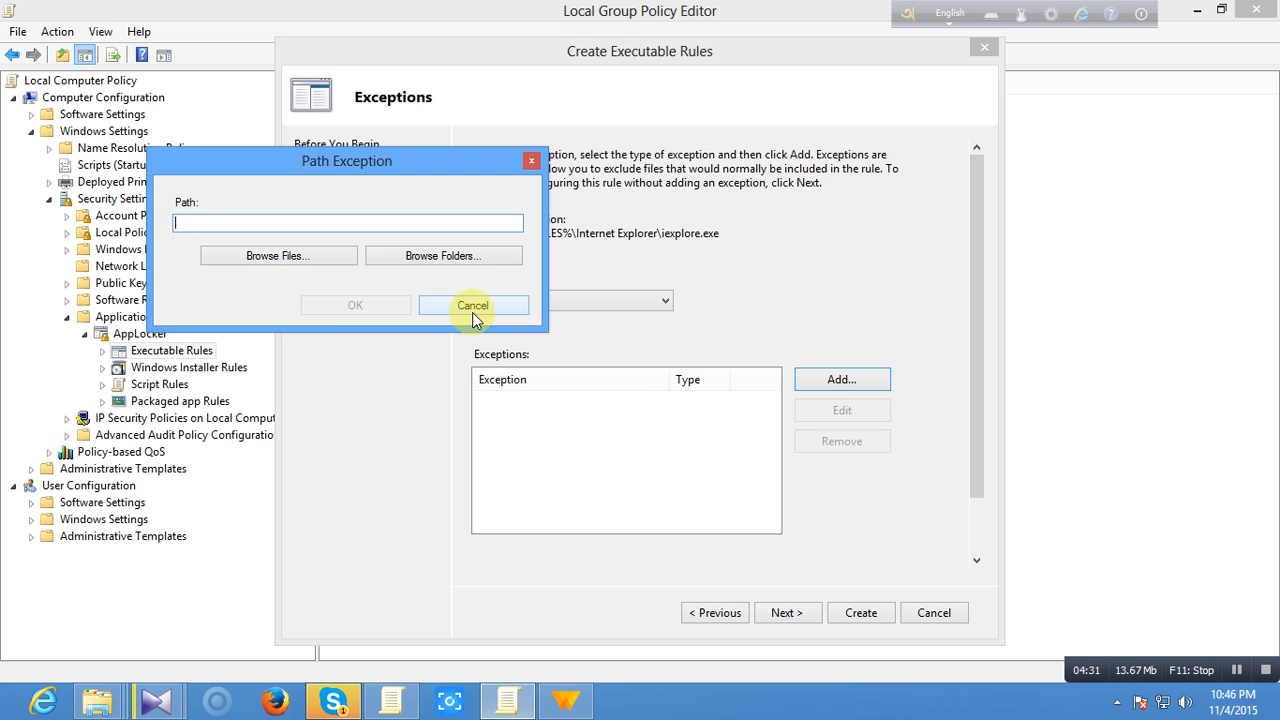 Local Group Policy Editor
English
File Action View Help
Local Computer Policy
Computer Configuration
Software Settings
Windows Settings
Name Resolution
Scripts (Startu
Deployed Prin
Security Settin
Account P
Local Polic
Windows
Network L
Public Key
Software R
Applicatio
AppLocker
Executable Rules
Windows Installer Rules
Script Rules
Packaged app Rules
IP Security Policies on Local Comput
Advanced Audit Policy Configuratio
Policy-based QoS
Administrative Templates
User Configuration
Software Settings
Windows Settings
Administrative Templates
Create Executable Rules
Exceptions
Before You Begin
ption, select the type of exception and then click Add. Exceptions are
low you to exclude files that would normally be included in the rule. To
guring this rule without adding an exception, click Next.
on:
LES%\Internet Explorer\iexplore.exe
Path Exception
Path:
Browse Files...
Browse Folders...
OK
Cancel
Exceptions:
Exception Type
Add...
Edit
Remove
< Previous
Next >
Create
Cancel
04:31 13.67 Mb F11: Stop
10:46 PM
11/4/2015